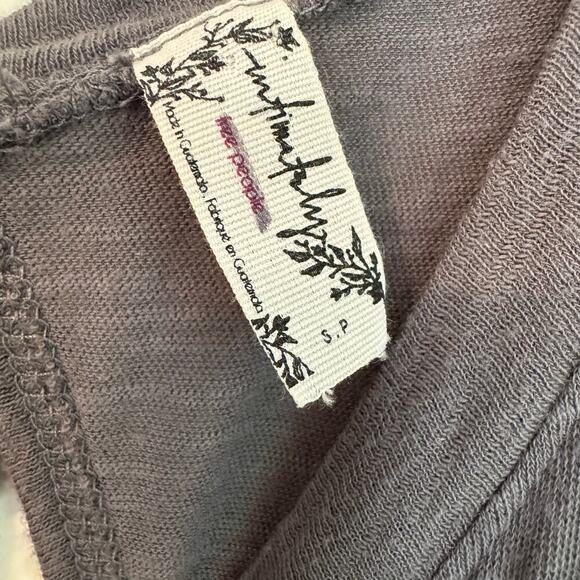 intimately
free people
Made in Guatemala. Fabriqué en Guatemala
S.P